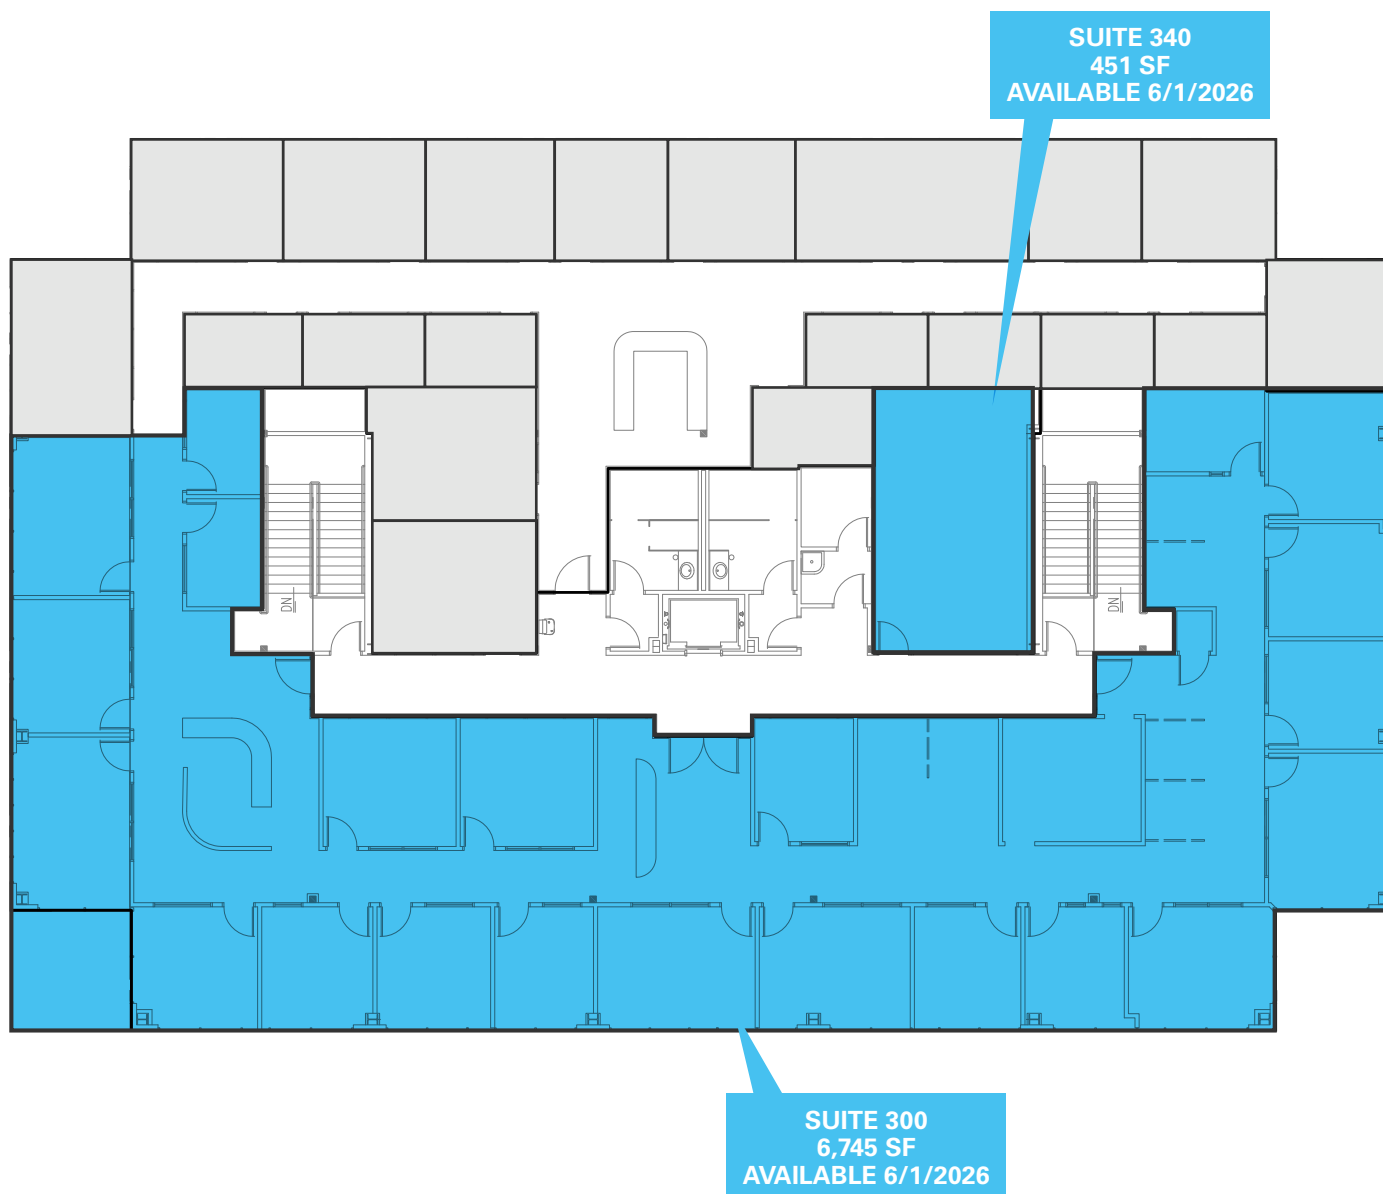 SUITE 340
451 SF
AVAILABLE 6/1/2026
DN
DN
SUITE 300
6,745 SF
AVAILABLE 6/1/2026